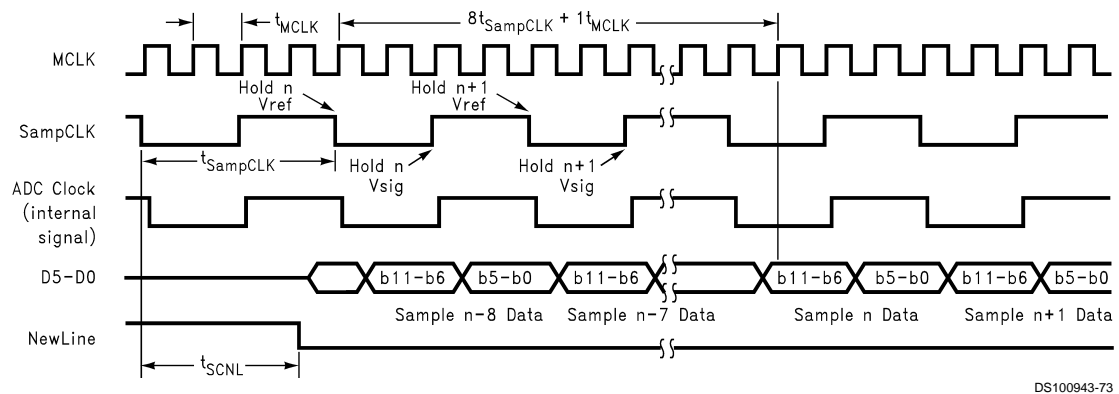 tMCLK
8tSampCLK + 1tMCLK
MCLK
Hold n
Vref
Hold n+1
Vref
SampCLK
tSampCLK
Hold n
Vsig
Hold n+1
Vsig
ADC Clock
(internal
signal)
D5-D0
b11-b6
b5-b0
b11-b6
b11-b6
b5-b0
b11-b6
b5-b0
Sample n-8 Data
Sample n-7 Data
Sample n Data
Sample n+1 Data
NewLine
tSCNL
DS100943-73